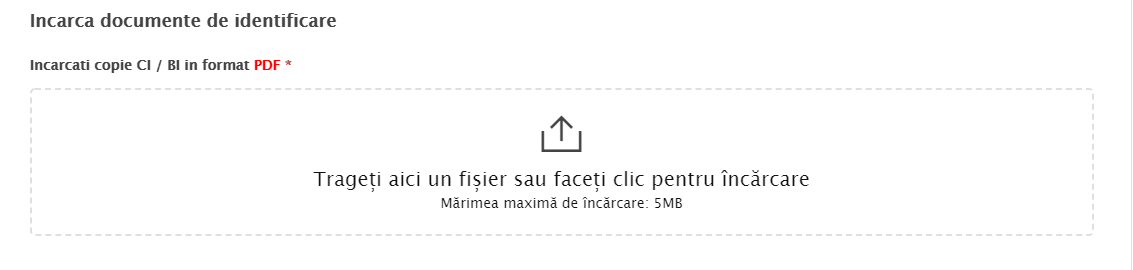 Incarca documente de identificare
Incarcati copie CI / BI in format PDF *
Trageți aici un fișier sau faceți clic pentru încărcare
Mărimea maximă de încărcare: 5MB